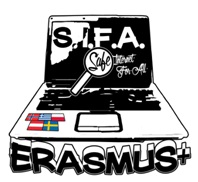 S.I.F.A.
Safe
Internet
For All
ERASMUS+